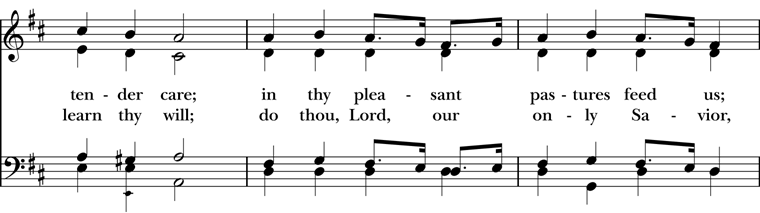 ten - der care; in thy plea - sant pas - tures feed us;
learn thy will; do thou, Lord, our on - ly Sa - vior,